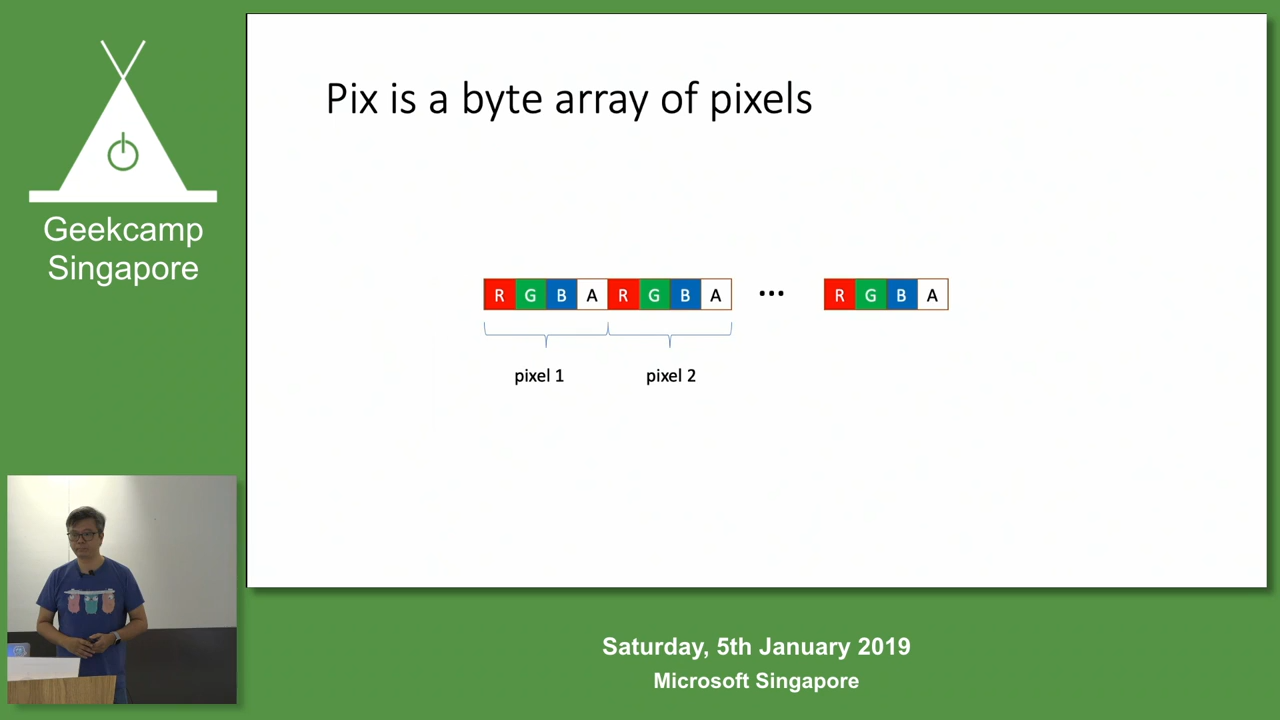 Geekcamp
Singapore
Pix is a byte array of pixels
R G B A R G B A ... R G B A
pixel 1 pixel 2
Saturday, 5th January 2019
Microsoft Singapore